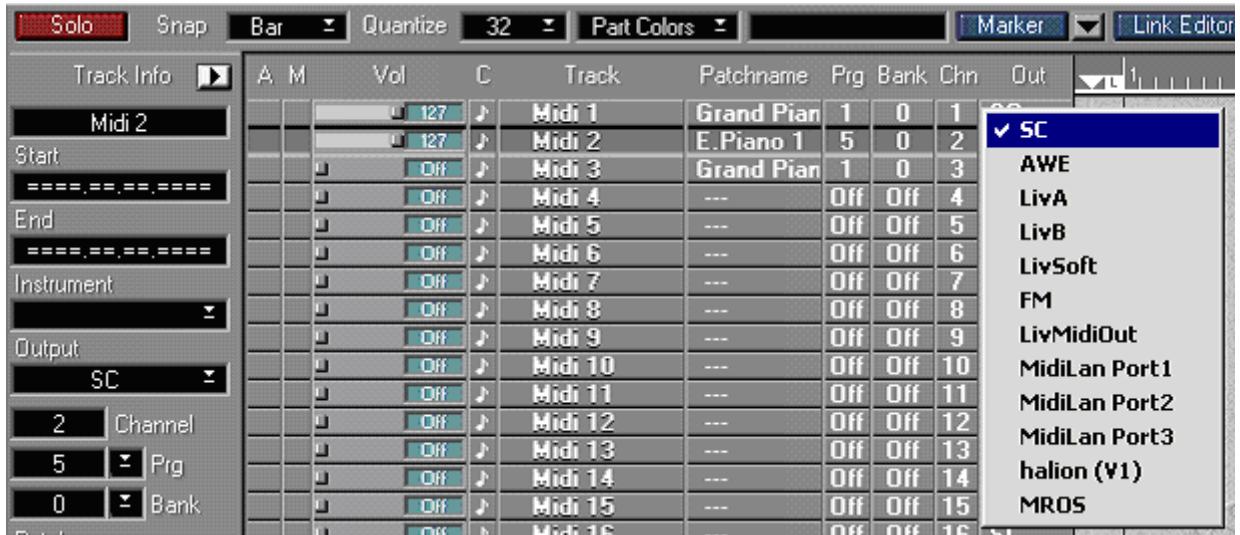 Solo Snap Bar Quantize 32 Part Colors Marker Link Editor
Track Info A M Vol C Track Patchname Prg Bank Chn Out L 1
Midi 2
Start
====.==.==.====
End
====.==.==.====
Instrument
Output
SC
2 Channel
5 Prg
0 Bank
127 Midi 1 Grand Pian 1 0 1
127 Midi 2 E.Piano 1 5 0 2
Off Midi 3 Grand Pian 1 0 3
Off Midi 4 --- Off Off 4
Off Midi 5 --- Off Off 5
Off Midi 6 --- Off Off 6
Off Midi 7 --- Off Off 7
Off Midi 8 --- Off Off 8
Off Midi 9 --- Off Off 9
Off Midi 10 --- Off Off 10
Off Midi 11 --- Off Off 11
Off Midi 12 --- Off Off 12
Off Midi 13 --- Off Off 13
Off Midi 14 --- Off Off 14
Off Midi 15 --- Off Off 15
Off Midi 16 --- Off Off 16
SC
AWE
LivA
LivB
LivSoft
FM
LivMidiOut
MidiLan Port1
MidiLan Port2
MidiLan Port3
halion (V1)
MROS